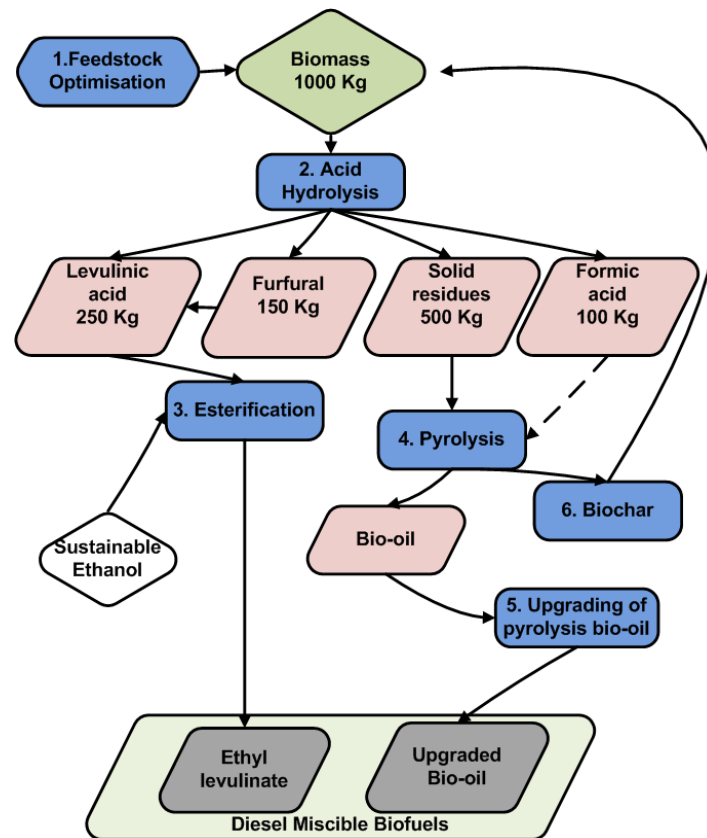 1.Feedstock
Optimisation
Biomass
1000 Kg
2. Acid
Hydrolysis
Levulinic
acid
250 Kg
Furfural
150 Kg
Solid
residues
500 Kg
Formic
acid
100 Kg
3. Esterification
4. Pyrolysis
6. Biochar
Sustainable
Ethanol
Bio-oil
5. Upgrading of
pyrolysis bio-oil
Ethyl
levulinate
Upgraded
Bio-oil
Diesel Miscible Biofuels